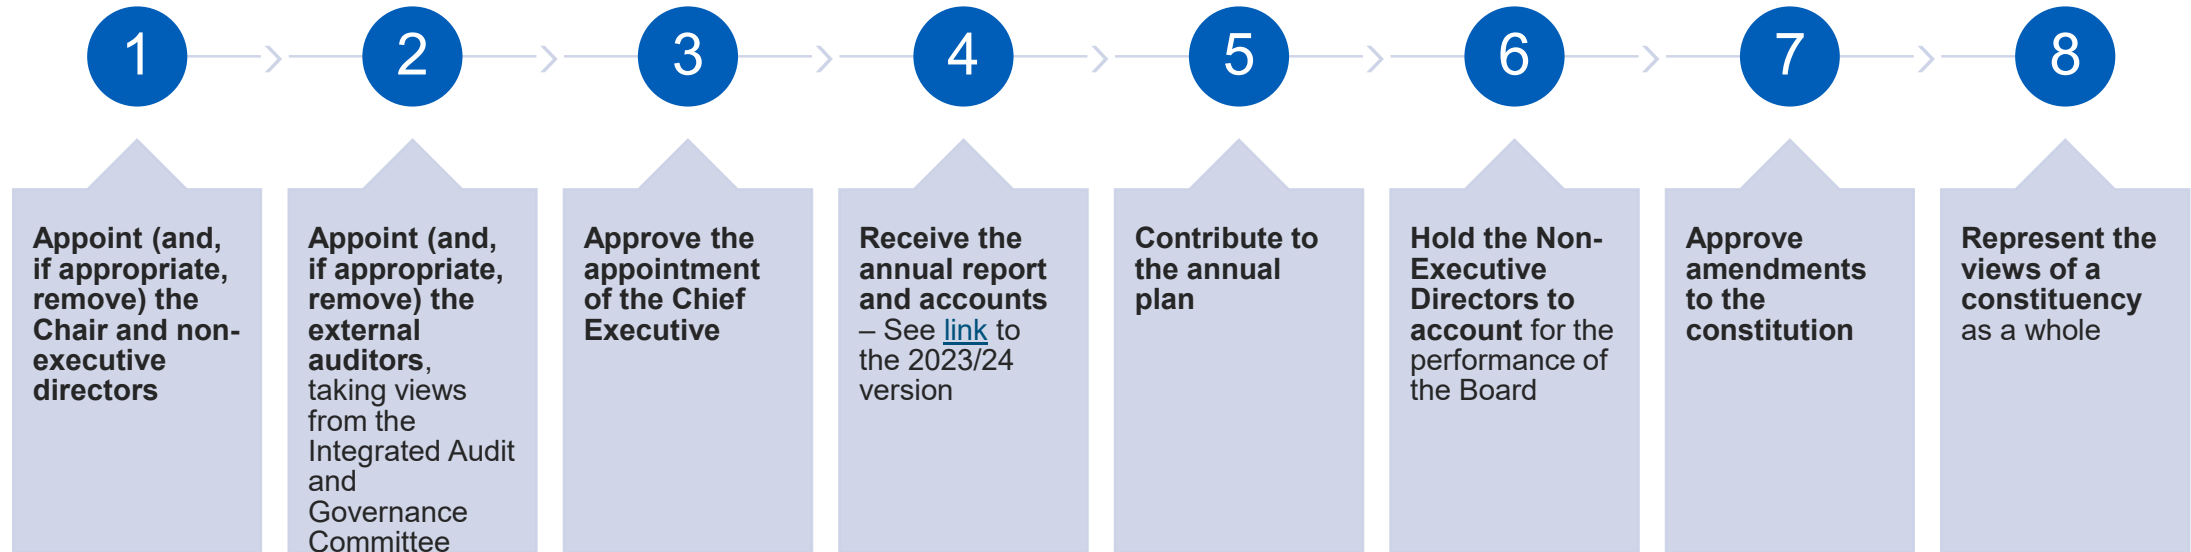 1
2
3
4
5
6
7
8
Appoint (and,
if appropriate,
remove) the
Chair and non-
executive
directors
Appoint (and,
if appropriate,
remove) the
external
auditors,
taking views
from the
Integrated Audit
and
Governance
Committee
Approve the
appointment
of the Chief
Executive
Receive the
annual report
and accounts
– See link to
the 2023/24
version
Contribute to
the annual
plan
Hold the Non-
Executive
Directors to
account for the
performance of
the Board
Approve
amendments
to the
constitution
Represent the
views of a
constituency
as a whole